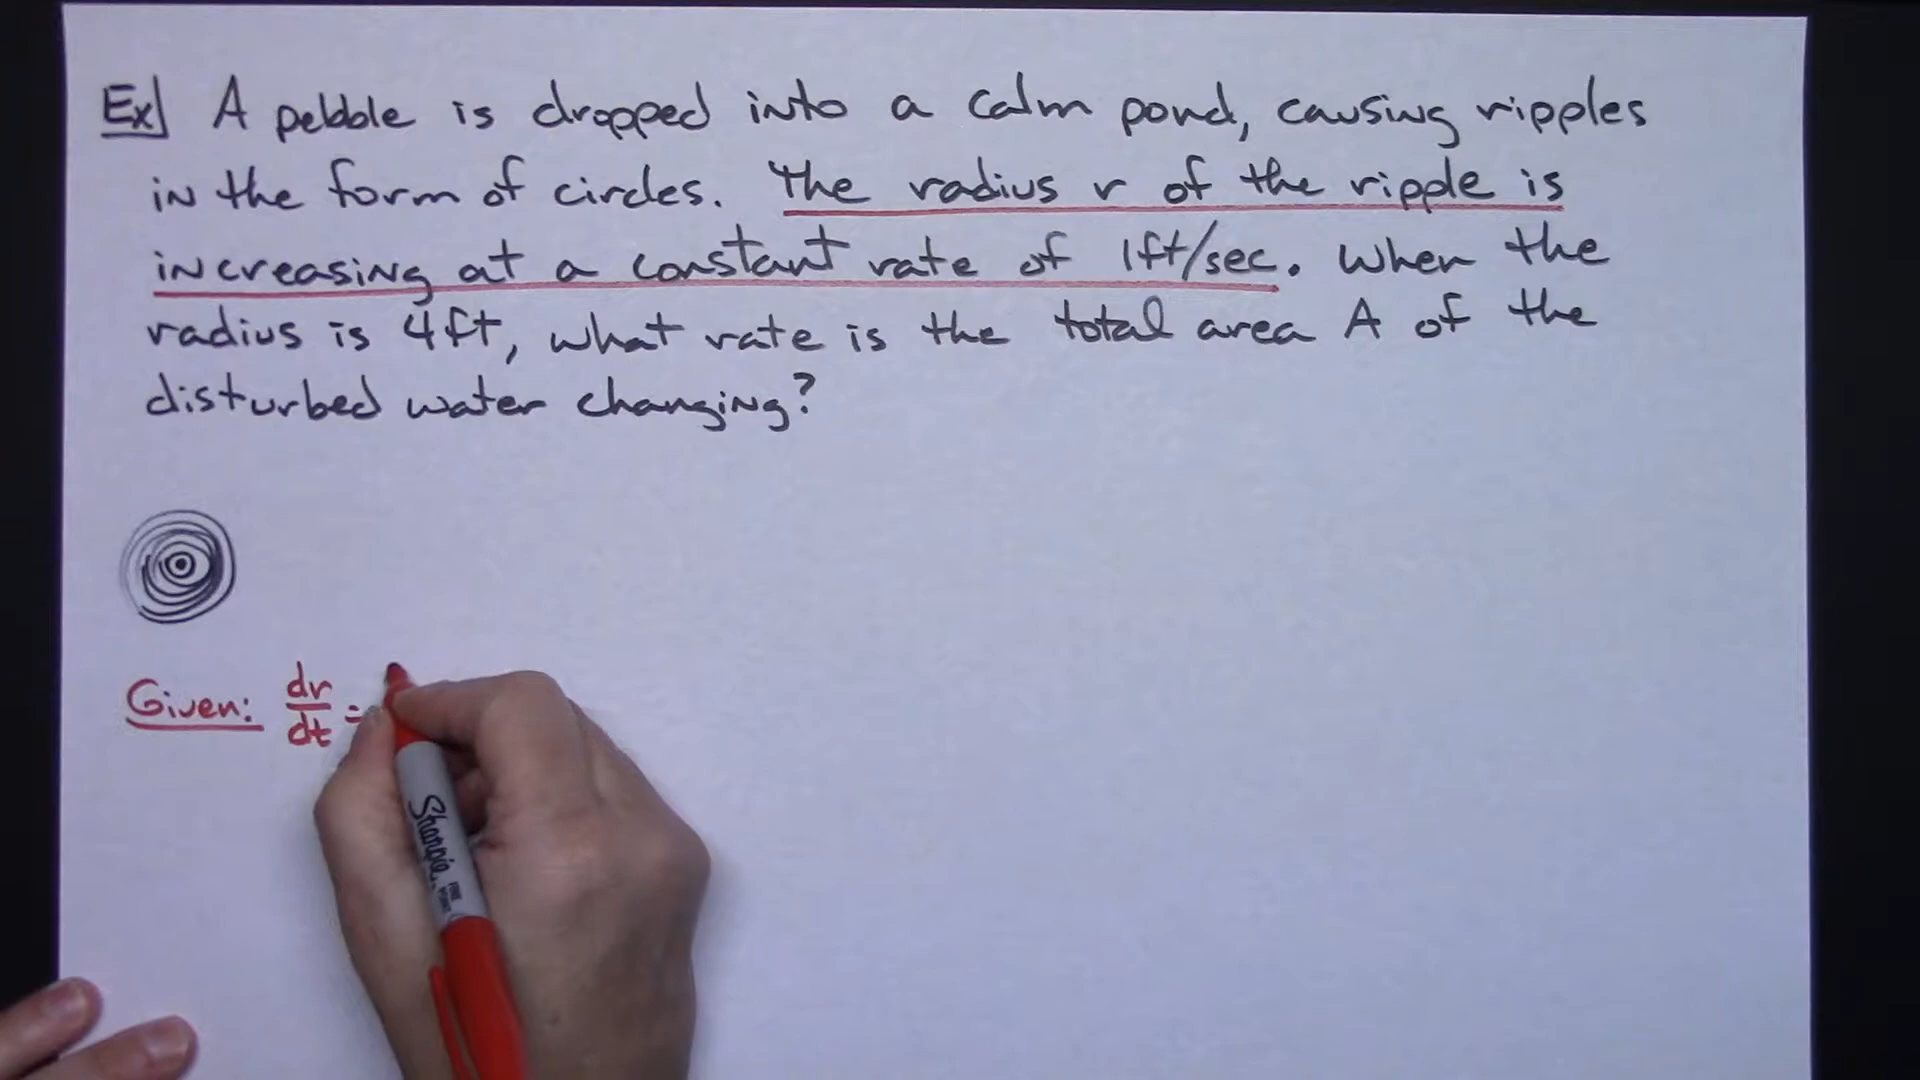 Ex] A pebble is dropped into a calm pond, causing ripples
in the form of circles. The radius r of the ripple is
increasing at a constant rate of 1ft/sec. When the
radius is 4ft, what rate is the total area A of the
disturbed water changing?
Given: dr/dt =
Sharpie
FINE POINT